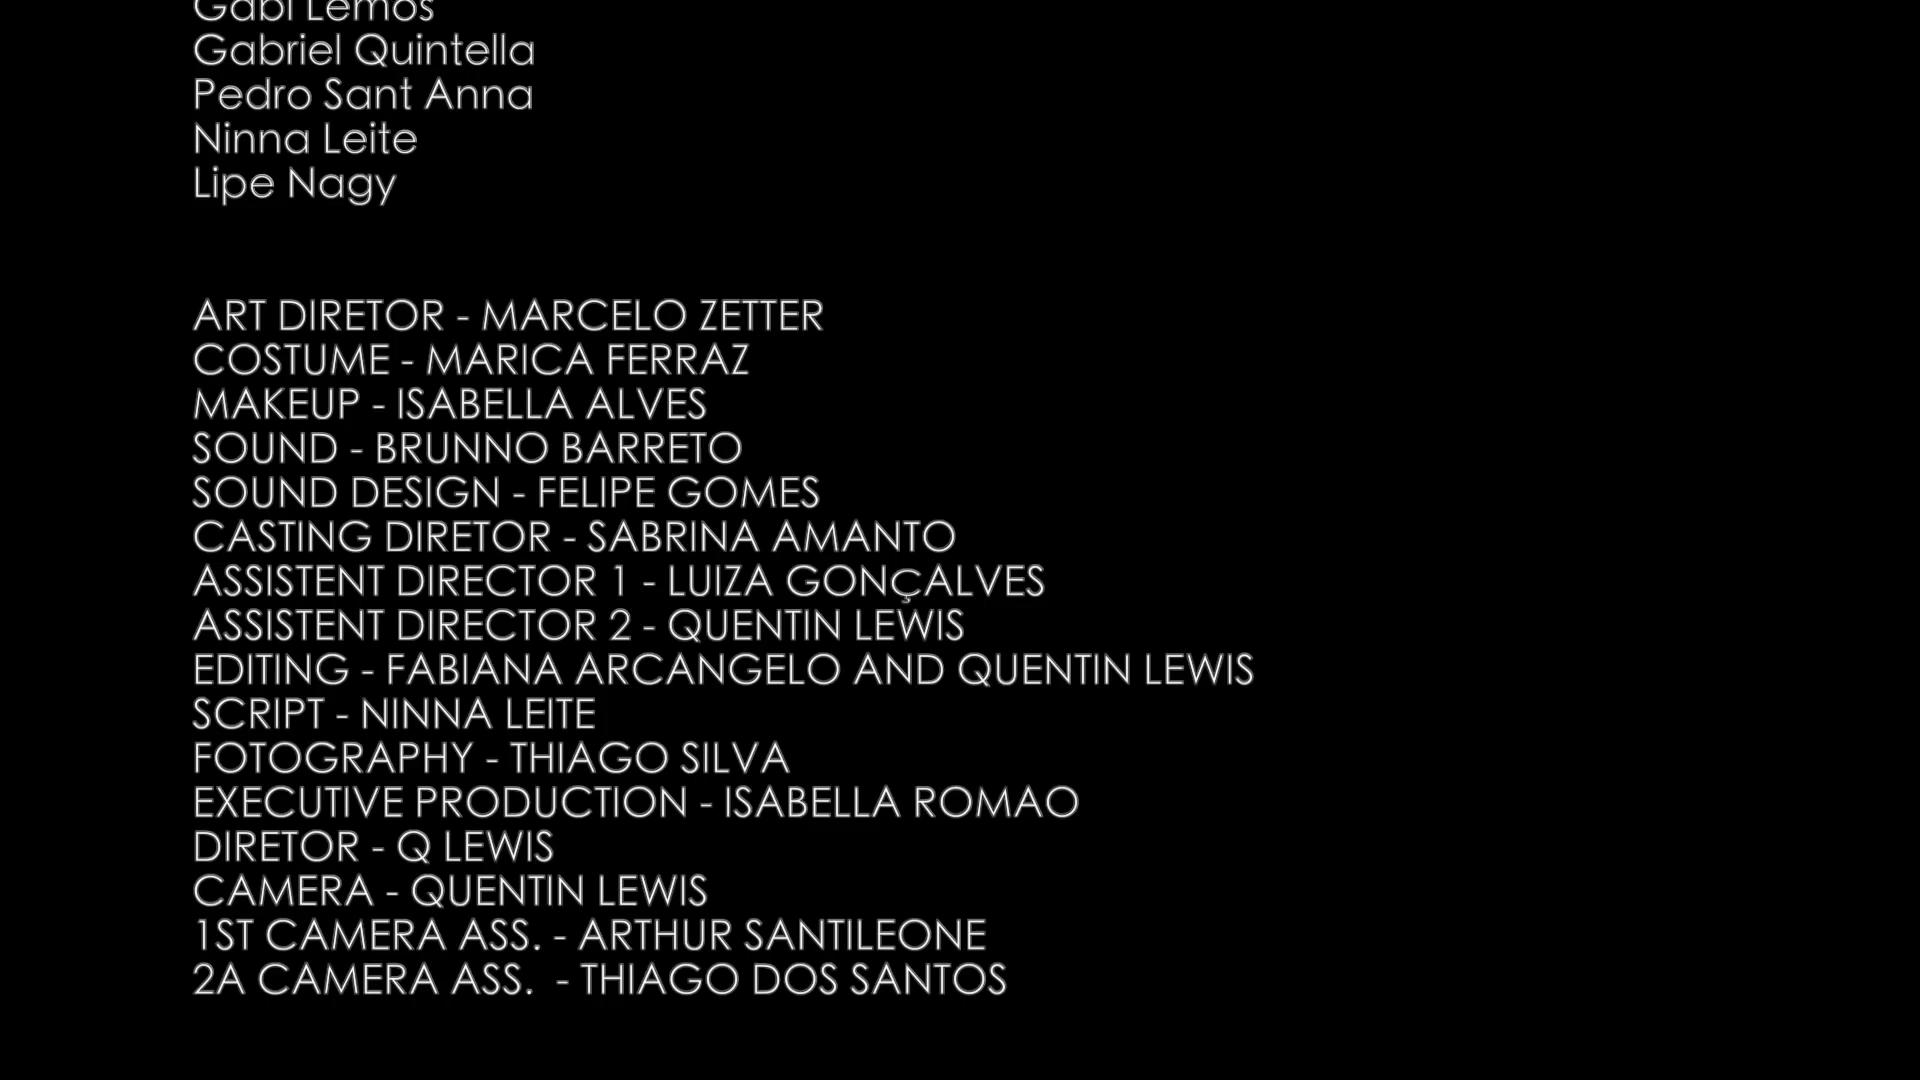 Gabi Lemos
Gabriel Quintella
Pedro Sant Anna
Ninna Leite
Lipe Nagy
ART DIRETOR - MARCELO ZETTER
COSTUME - MARICA FERRAZ
MAKEUP - ISABELLA ALVES
SOUND - BRUNNO BARRETO
SOUND DESIGN - FELIPE GOMES
CASTING DIRETOR - SABRINA AMANTO
ASSISTENT DIRECTOR 1 - LUIZA GONçALVES
ASSISTENT DIRECTOR 2 - QUENTIN LEWIS
EDITING - FABIANA ARCANGELO AND QUENTIN LEWIS
SCRIPT - NINNA LEITE
FOTOGRAPHY - THIAGO SILVA
EXECUTIVE PRODUCTION - ISABELLA ROMAO
DIRETOR - Q LEWIS
CAMERA - QUENTIN LEWIS
1ST CAMERA ASS. - ARTHUR SANTILEONE
2A CAMERA ASS.  - THIAGO DOS SANTOS